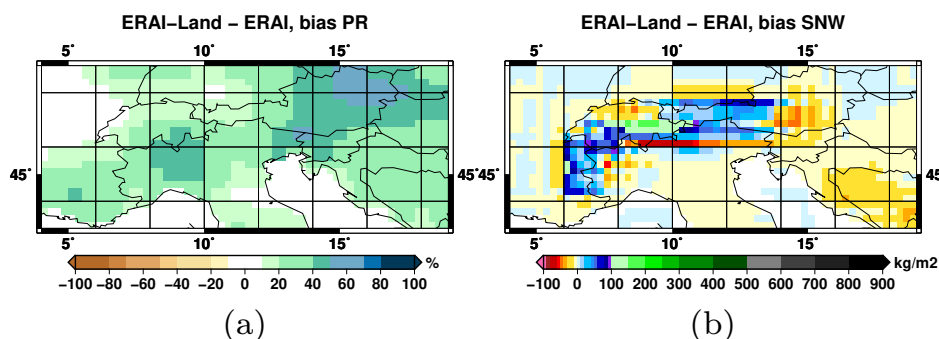 ERAI−Land − ERAI, bias PR
5˚ 10˚ 15˚
45˚ 45˚
5˚ 10˚ 15˚
−100 −80 −60 −40 −20 0 20 40 60 80 100 %
(a)
ERAI−Land − ERAI, bias SNW
5˚ 10˚ 15˚
45˚ 45˚
5˚ 10˚ 15˚
−100 0 100 200 300 400 500 600 700 800 900 kg/m2
(b)